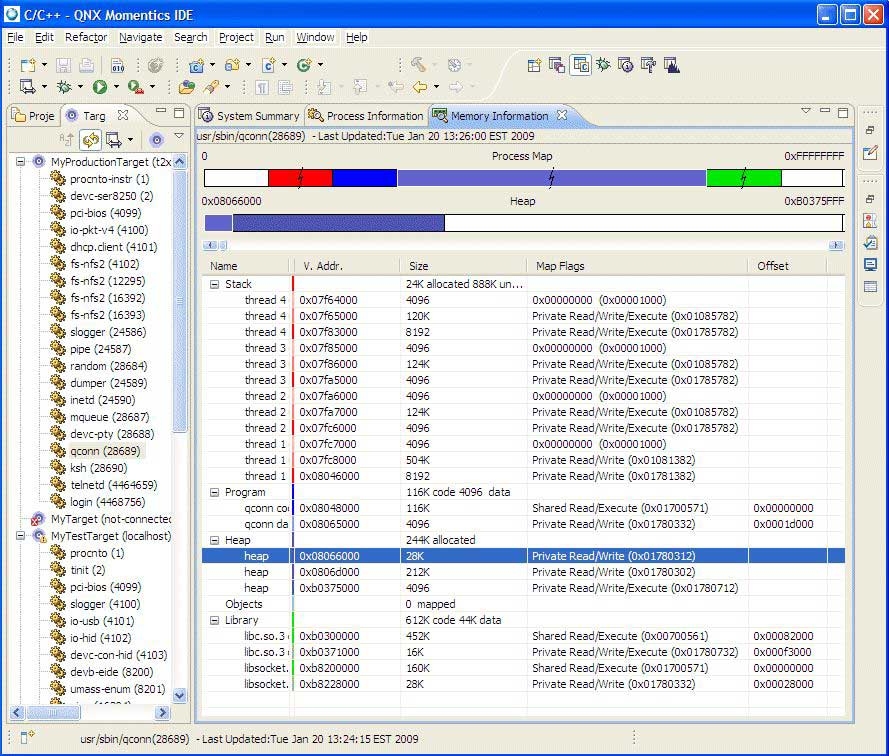 C/C++ - QNX Momentics IDE
File Edit Refactor Navigate Search Project Run Window Help
Proje Targ
System Summary Process Information Memory Information
MyProductionTarget (t2x
procnto-instr (1)
devc-ser8250 (2)
pci-bios (4099)
io-pkt-v4 (4100)
dhcp.client (4101)
fs-nfs2 (4102)
fs-nfs2 (12295)
fs-nfs2 (16392)
fs-nfs2 (16393)
slogger (24586)
pipe (24587)
random (28684)
dumper (24589)
inetd (24590)
mqueue (28687)
devc-pty (28688)
qconn (28689)
ksh (28690)
telnetd (4464659)
login (4468756)
MyTarget (not-connecte
MyTestTarget (localhost)
procnto (1)
tinit (2)
pci-bios (4099)
slogger (4100)
io-usb (4101)
io-hid (4102)
devc-con-hid (4103)
devb-eide (8200)
umass-enum (8201)
usr/sbin/qconn(28689) - Last Updated:Tue Jan 20 13:26:00 EST 2009
0 Process Map 0xFFFFFFFF
0x08066000 Heap 0xB0375FFF
Name V. Addr. Size Map Flags Offset
Stack 24K allocated 888K un...
thread 4 0x07f64000 4096 0x00000000 (0x00001000)
thread 4 0x07f65000 120K Private Read/Write/Execute (0x01085782)
thread 4 0x07f83000 8192 Private Read/Write/Execute (0x01785782)
thread 3 0x07f85000 4096 0x00000000 (0x00001000)
thread 3 0x07f86000 124K Private Read/Write/Execute (0x01085782)
thread 3 0x07fa5000 4096 Private Read/Write/Execute (0x01785782)
thread 2 0x07fa6000 4096 0x00000000 (0x00001000)
thread 2 0x07fa7000 124K Private Read/Write/Execute (0x01085782)
thread 2 0x07fc6000 4096 Private Read/Write/Execute (0x01785782)
thread 1 0x07fc7000 4096 0x00000000 (0x00001000)
thread 1 0x07fc8000 504K Private Read/Write (0x01081382)
thread 1 0x08046000 8192 Private Read/Write (0x01781382)
Program 116K code 4096 data
qconn co 0x08048000 116K Shared Read/Execute (0x01700571) 0x00000000
qconn da 0x08065000 4096 Private Read/Write (0x01780332) 0x0001d000
Heap 244K allocated
heap 0x08066000 28K Private Read/Write (0x01780312)
heap 0x0806d000 212K Private Read/Write (0x01780302)
heap 0xb0375000 4096 Private Read/Write (0x01780712)
Objects 0 mapped
Library 612K code 44K data
libc.so.3 0xb0300000 452K Shared Read/Execute (0x00700561) 0x00082000
libc.so.3 0xb0371000 16K Private Read/Write (0x01780732) 0x000f3000
libsocket. 0xb8200000 160K Shared Read/Execute (0x01700571) 0x00000000
libsocket. 0xb8228000 28K Private Read/Write (0x01780332) 0x00028000
usr/sbin/qconn(28689) - Last Updated:Tue Jan 20 13:24:15 EST 2009